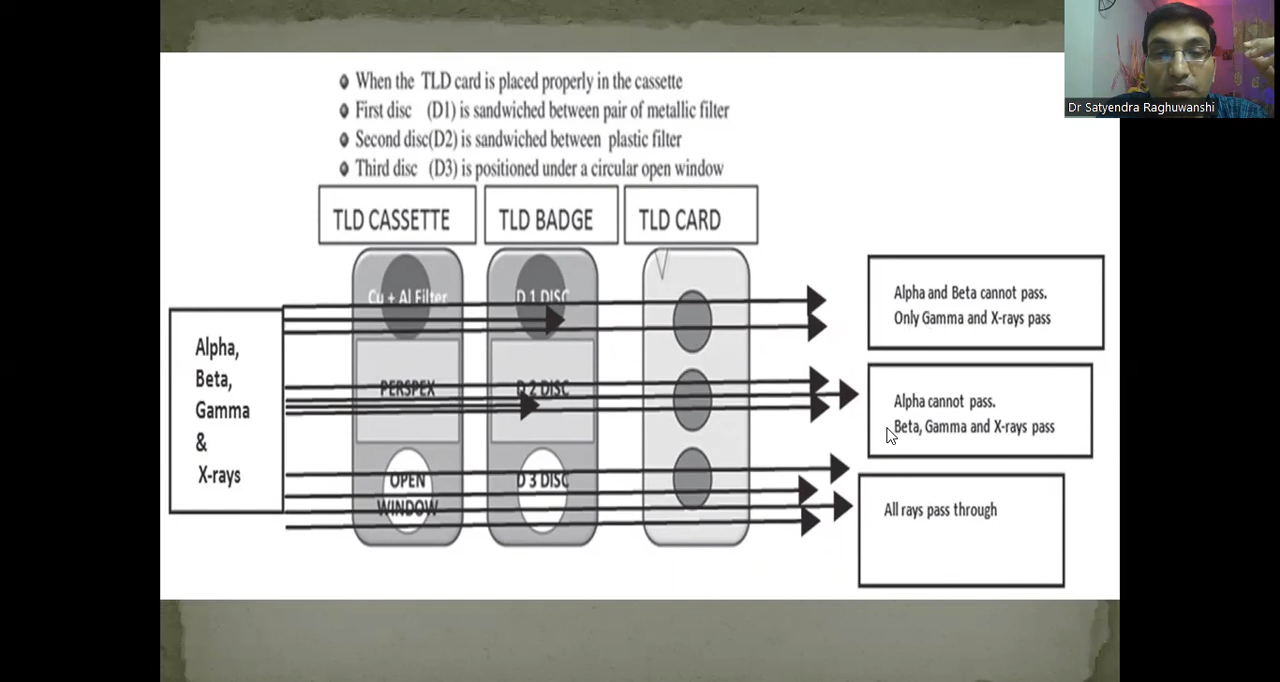 When the TLD card is placed properly in the cassette
First disc (D1) is sandwiched between pair of metallic filter
Second disc(D2) is sandwiched between plastic filter
Third disc (D3) is positioned under a circular open window
TLD CASSETTE
TLD BADGE
TLD CARD
Cu + Al Filter
D 1 DISC
Alpha and Beta cannot pass.
Only Gamma and X-rays pass
Alpha,
Beta,
Gamma
&
X-rays
PERSPEX
D 2 DISC
Alpha cannot pass.
Beta, Gamma and X-rays pass
OPEN
WINDOW
D 3 DISC
All rays pass through
Dr Satyendra Raghuwanshi